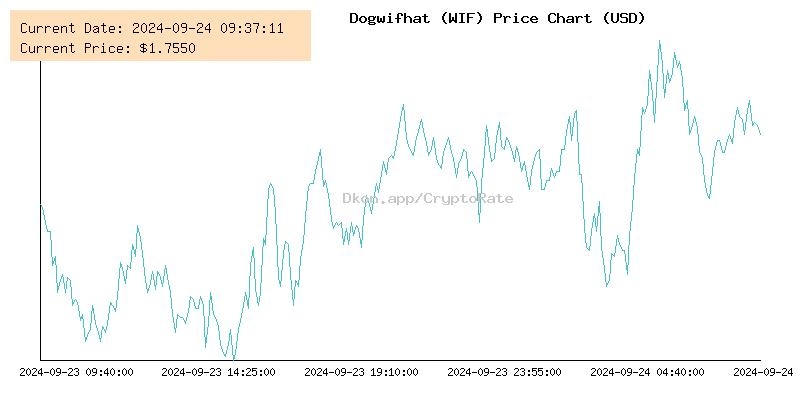 Dogwifhat (WIF) Price Chart (USD)
Current Date: 2024-09-24 09:37:11
Current Price: $1.7550
Dkon.app/CryptoRate
2024-09-23 09:40:00
2024-09-23 14:25:00
2024-09-23 19:10:00
2024-09-23 23:55:00
2024-09-24 04:40:00
2024-09-24